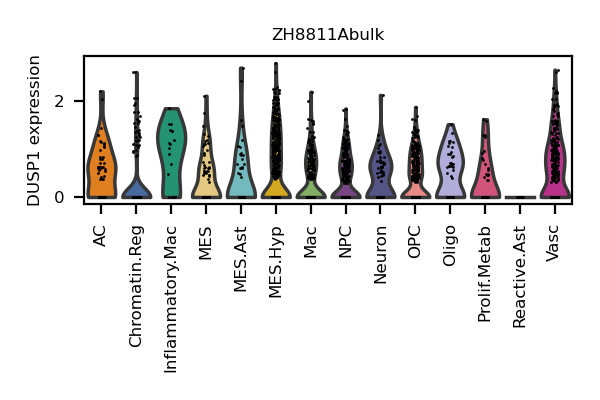 ZH8811Abulk
DUSP1 expression
2
0
AC
Chromatin.Reg
Inflammatory.Mac
MES
MES.Ast
MES.Hyp
Mac
NPC
Neuron
OPC
Oligo
Prolif.Metab
Reactive.Ast
Vasc